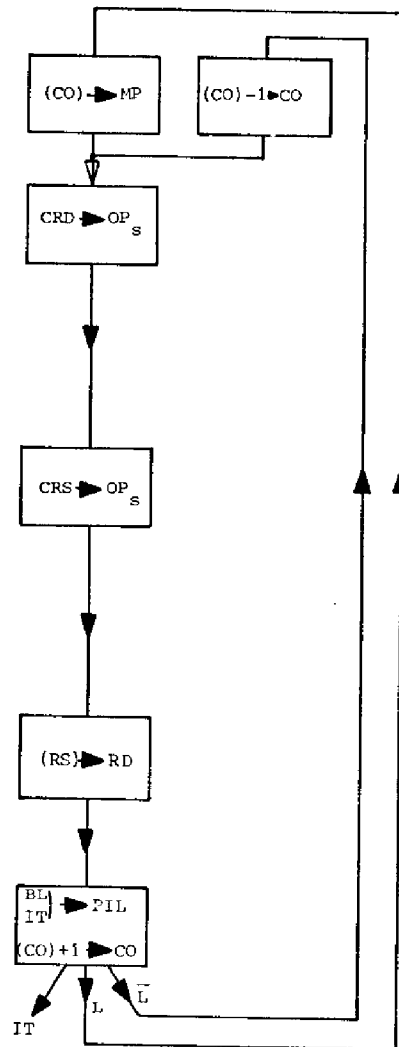 (CO)→MP
(CO)-1→CO
CRD→OPs
CRS→OPs
(RS)→RD
BL
IT)→PIL
(CO)+1→CO
IT
L
L̅